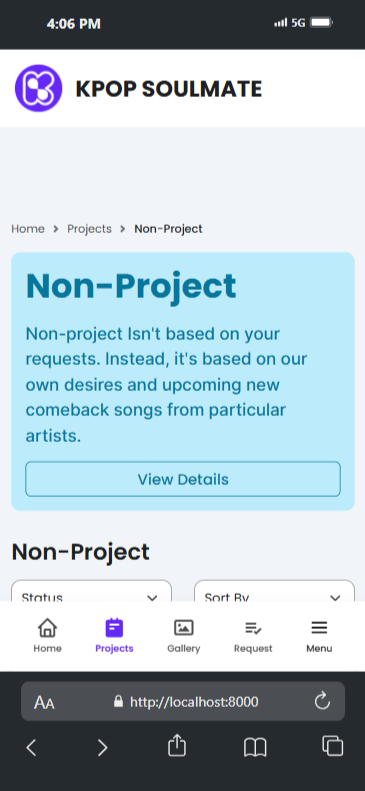 4:06 PM
5G
KPOP SOULMATE
Home > Projects > Non-Project
Non-Project
Non-project Isn't based on your
requests. Instead, it's based on our
own desires and upcoming new
comeback songs from particular
artists.
View Details
Non-Project
Status
Sort By
Home
Projects
Gallery
Request
Menu
AA
http://localhost:8000